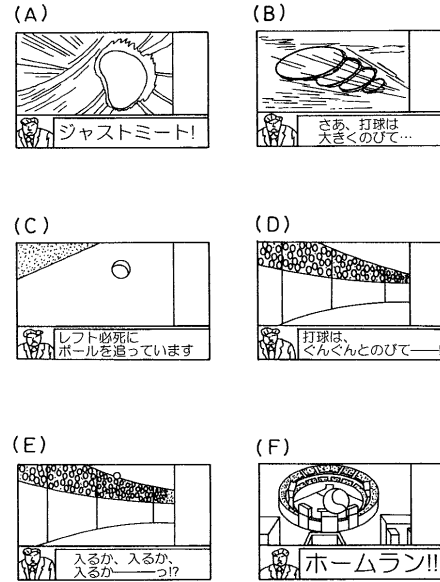 (A)
ジャストミート!
(B)
さあ、打球は
大きくのびて…
(C)
レフト必死に
ボールを追っています
(D)
打球は、
ぐんぐんとのびて――!
(E)
入るか、入るか、
入るか―――っ!?
(F)
ホームラン!!